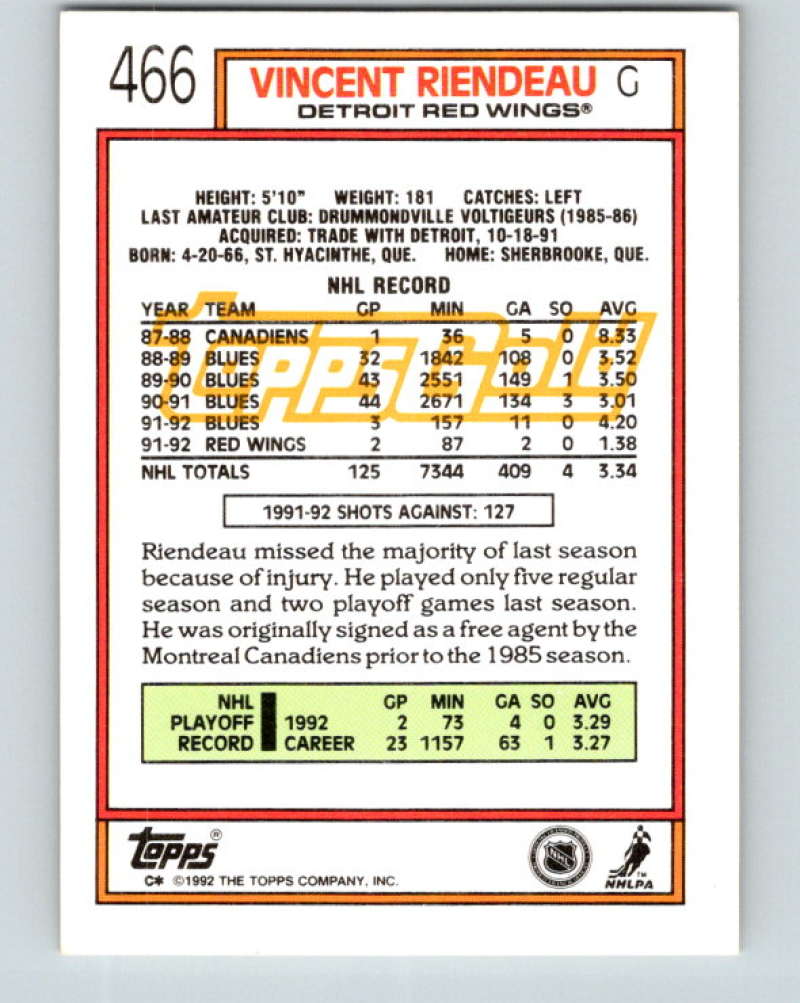 466
VINCENT RIENDEAU G
DETROIT RED WINGS®
HEIGHT: 5'10" WEIGHT: 181 CATCHES: LEFT
LAST AMATEUR CLUB: DRUMMONDVILLE VOLTIGEURS (1985-86)
ACQUIRED: TRADE WITH DETROIT, 10-18-91
BORN: 4-20-66, ST. HYACINTHE, QUE. HOME: SHERBROOKE, QUE.
NHL RECORD
YEAR TEAM GP MIN GA SO AVG
87-88 CANADIENS 1 36 5 0 8.33
88-89 BLUES 32 1842 108 0 3.52
89-90 BLUES 43 2551 149 1 3.50
90-91 BLUES 44 2671 134 3 3.01
91-92 BLUES 3 157 11 0 4.20
91-92 RED WINGS 2 87 2 0 1.38
NHL TOTALS 125 7344 409 4 3.34
ToppsGold
1991-92 SHOTS AGAINST: 127
Riendeau missed the majority of last season
because of injury. He played only five regular
season and two playoff games last season.
He was originally signed as a free agent by the
Montreal Canadiens prior to the 1985 season.
NHL GP MIN GA SO AVG
PLAYOFF 1992 2 73 4 0 3.29
RECORD CAREER 23 1157 63 1 3.27
topps®
C* ©1992 THE TOPPS COMPANY, INC.
NHL
NHLPA™